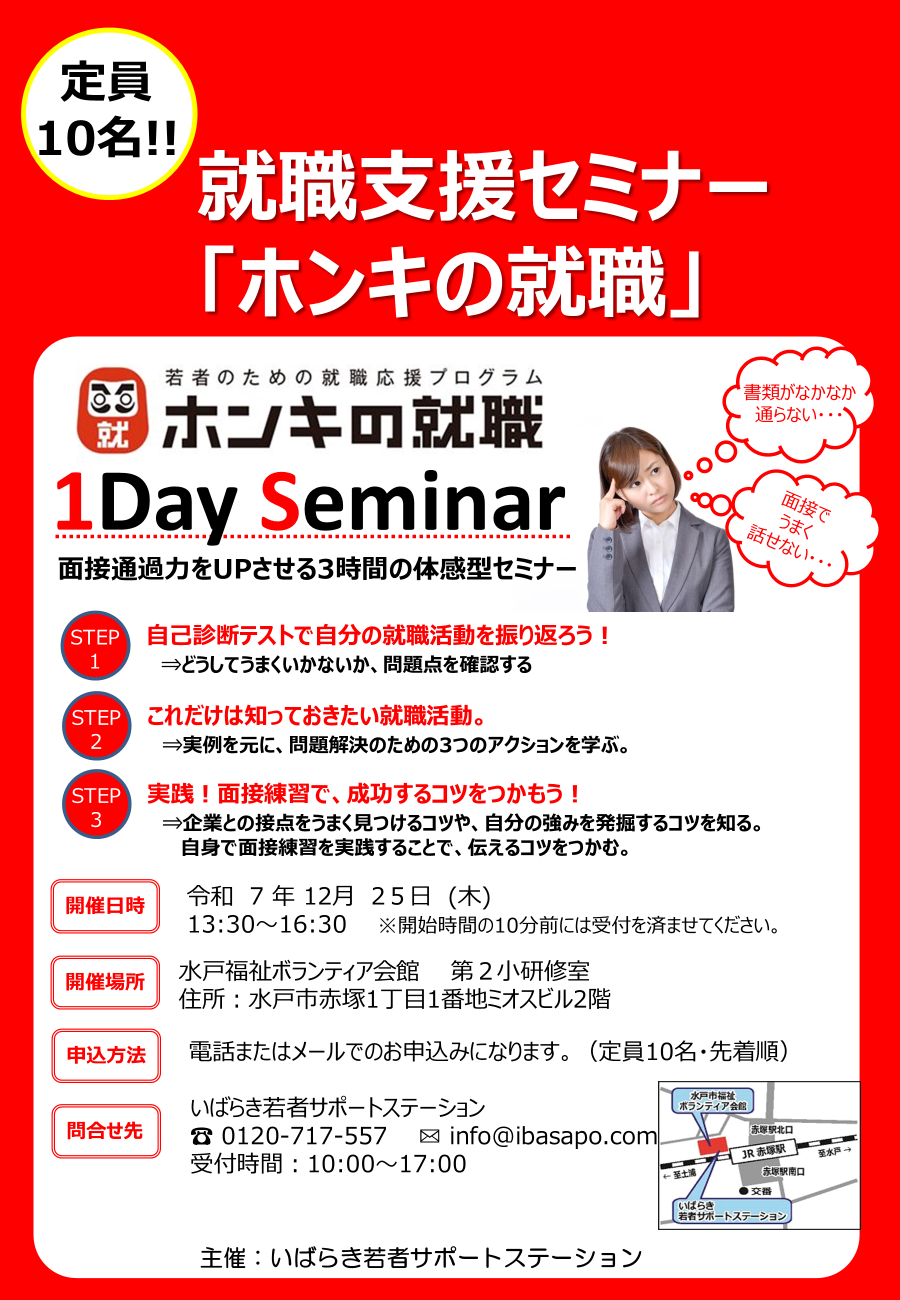 定員
10名!!
就職支援セミナー
「ホンキの就職」
若者のための就職応援プログラム
就
ホンキの就職
1Day Seminar
面接通過力をUPさせる3時間の体感型セミナー
書類がなかなか
通らない・・・
面接で
うまく
話せない・・・
STEP
1
自己診断テストで自分の就職活動を振り返ろう！
⇒どうしてうまくいかないか、問題点を確認する
STEP
2
これだけは知っておきたい就職活動。
⇒実例を元に、問題解決のための3つのアクションを学ぶ。
STEP
3
実践！面接練習で、成功するコツをつかもう！
⇒企業との接点をうまく見つけるコツや、自分の強みを発掘するコツを知る。
自身で面接練習を実践することで、伝えるコツをつかむ。
開催日時
令和 7 年 12月 25日 (木)
13:30～16:30 ※開始時間の10分前には受付を済ませてください。
開催場所
水戸福祉ボランティア会館 第２小研修室
住所：水戸市赤塚1丁目1番地ミオスビル2階
申込方法
電話またはメールでのお申込みになります。（定員10名・先着順）
問合せ先
いばらき若者サポートステーション
☎ 0120-717-557 ✉ info@ibasapo.com
受付時間：10:00～17:00
水戸市福祉
ボランティア会館
赤塚駅北口
JR 赤塚駅
至水戸 →
← 至土浦
赤塚駅南口
● 交番
いばらき
若者サポートステーション
主催：いばらき若者サポートステーション